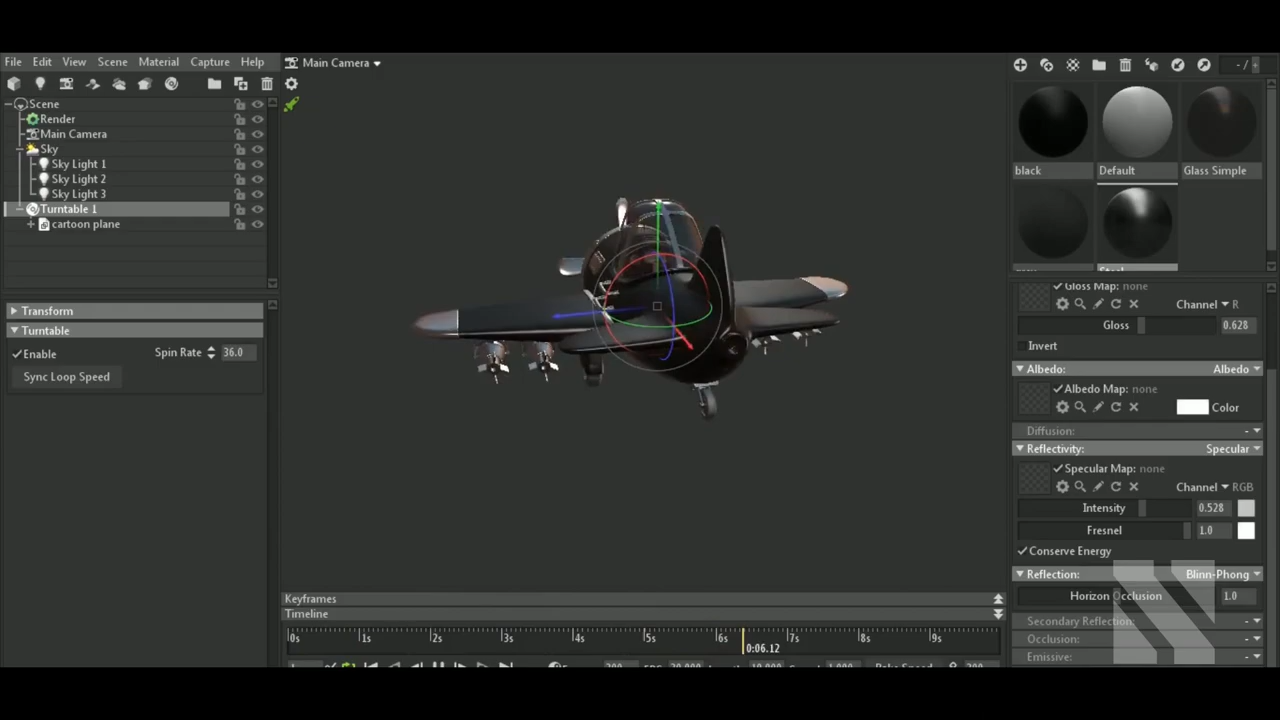 File Edit View Scene Material Capture Help
Main Camera
- /
Scene
Render
Main Camera
Sky
Sky Light 1
Sky Light 2
Sky Light 3
Turntable 1
cartoon plane
Transform
Turntable
Enable
Spin Rate 36.0
Sync Loop Speed
black Default Glass Simple
Gloss Map: none
Channel R
Gloss 0.628
Invert
Albedo: Albedo
Albedo Map: none
Color
Diffusion: -
Reflectivity: Specular
Specular Map: none
Channel RGB
Intensity 0.528
Fresnel 1.0
Conserve Energy
Reflection: Blinn-Phong
Horizon Occlusion 1.0
Secondary Reflection: -
Occlusion: -
Emissive: -
Keyframes
Timeline
0s 1s 2s 3s 4s 5s 6s 7s 8s 9s
0:06.12